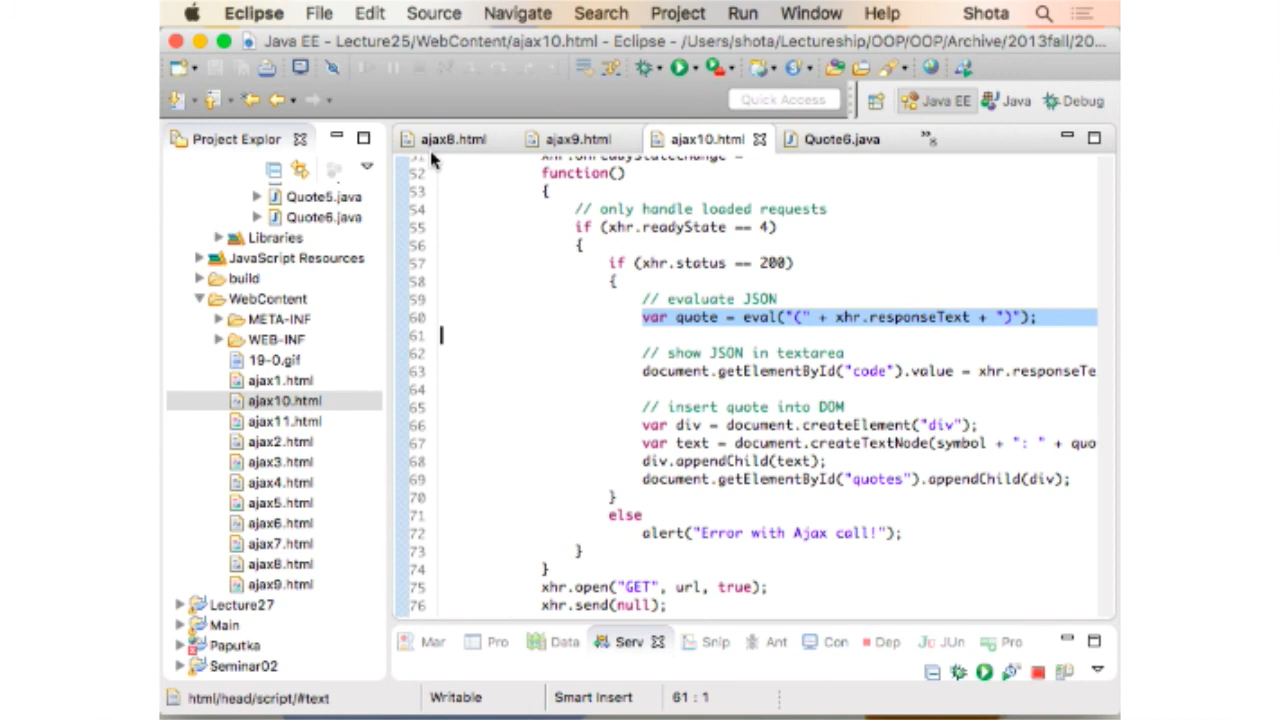 Eclipse File Edit Source Navigate Search Project Run Window Help Shota
Java EE - Lecture25/WebContent/ajax10.html - Eclipse - /Users/shota/Lectureship/OOP/OOP/Archive/2013fall/20...
Quick Access
Java EE Java Debug
Project Explor
Quote5.java
Quote6.java
Libraries
JavaScript Resources
build
WebContent
META-INF
WEB-INF
19-0.gif
ajax1.html
ajax10.html
ajax11.html
ajax2.html
ajax3.html
ajax4.html
ajax5.html
ajax6.html
ajax7.html
ajax8.html
ajax9.html
Lecture27
Main
Paputka
Seminar02
ajax8.html ajax9.html ajax10.html Quote6.java »8
51 xhr.onreadystatechange =
52 function()
53 {
54 // only handle loaded requests
55 if (xhr.readyState == 4)
56 {
57 if (xhr.status == 200)
58 {
59 // evaluate JSON
60 var quote = eval("(" + xhr.responseText + ")");
61
62 // show JSON in textarea
63 document.getElementById("code").value = xhr.responseTe
64
65 // insert quote into DOM
66 var div = document.createElement("div");
67 var text = document.createTextNode(symbol + ": " + quo
68 div.appendChild(text);
69 document.getElementById("quotes").appendChild(div);
70 }
71 else
72 alert("Error with Ajax call!");
73 }
74 }
75 xhr.open("GET", url, true);
76 xhr.send(null);
Mar Pro Data Serv Snip Ant Con Dep JUn Pro
html/head/script/#text Writable Smart Insert 61 : 1